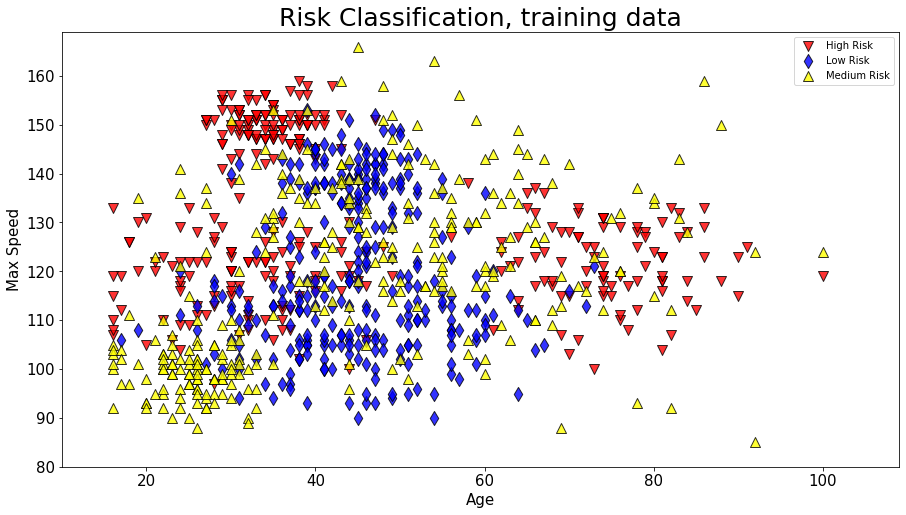 Risk Classification, training data
High Risk
Low Risk
Medium Risk
160
150
140
130
120
110
100
90
80
Max Speed
20 40 60 80 100
Age